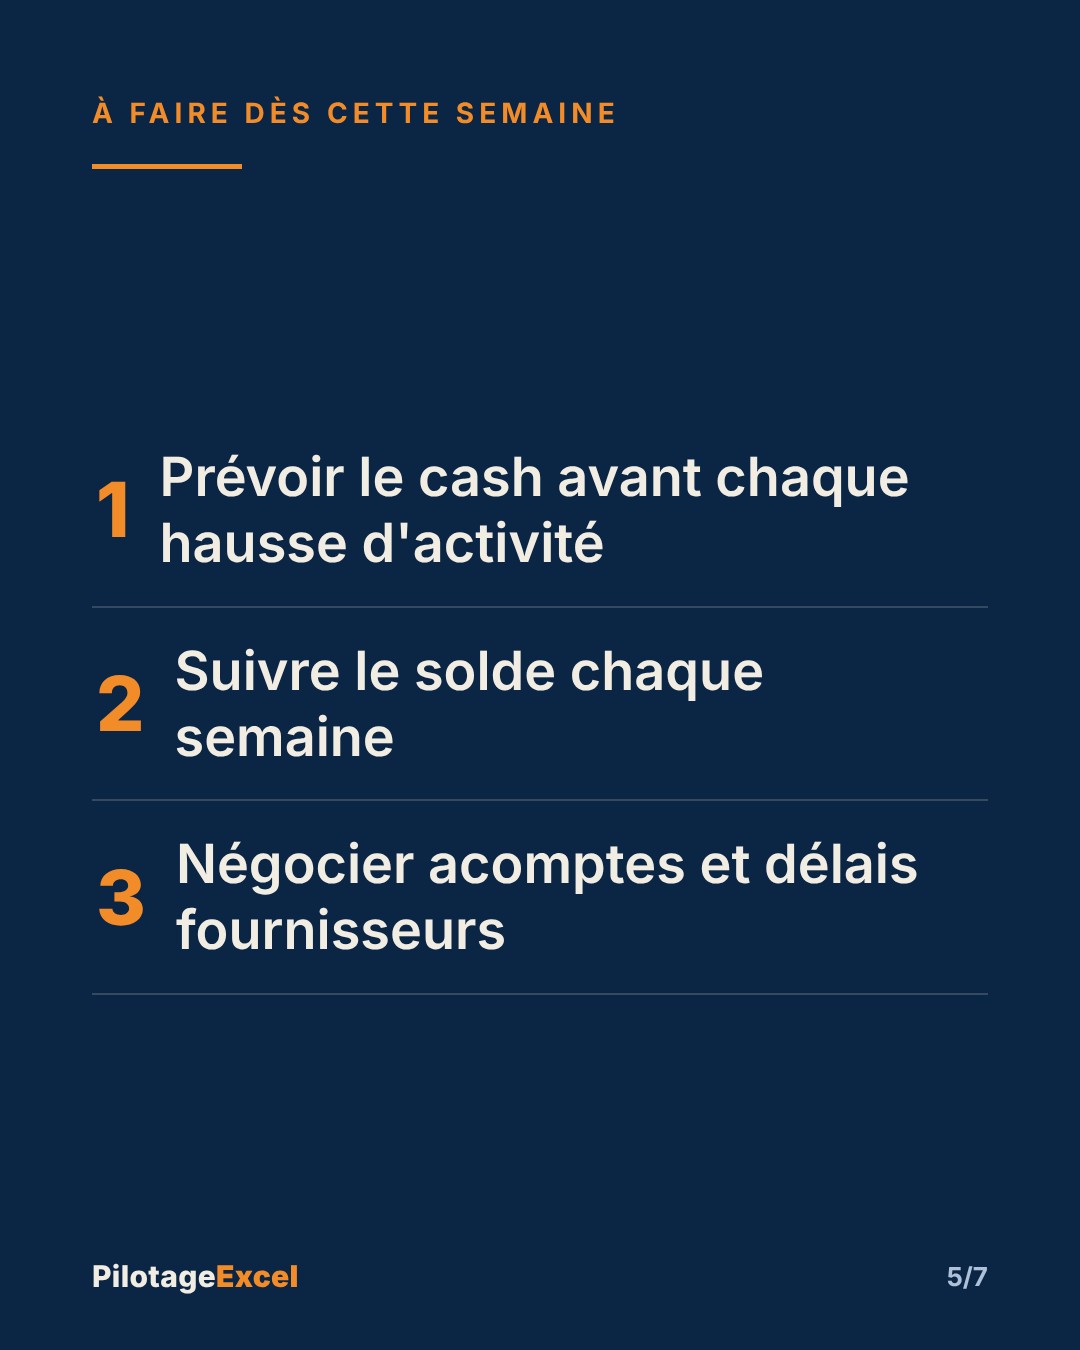 À FAIRE DÈS CETTE SEMAINE
1 Prévoir le cash avant chaque
hausse d'activité
2 Suivre le solde chaque
semaine
3 Négocier acomptes et délais
fournisseurs
PilotageExcel
5/7